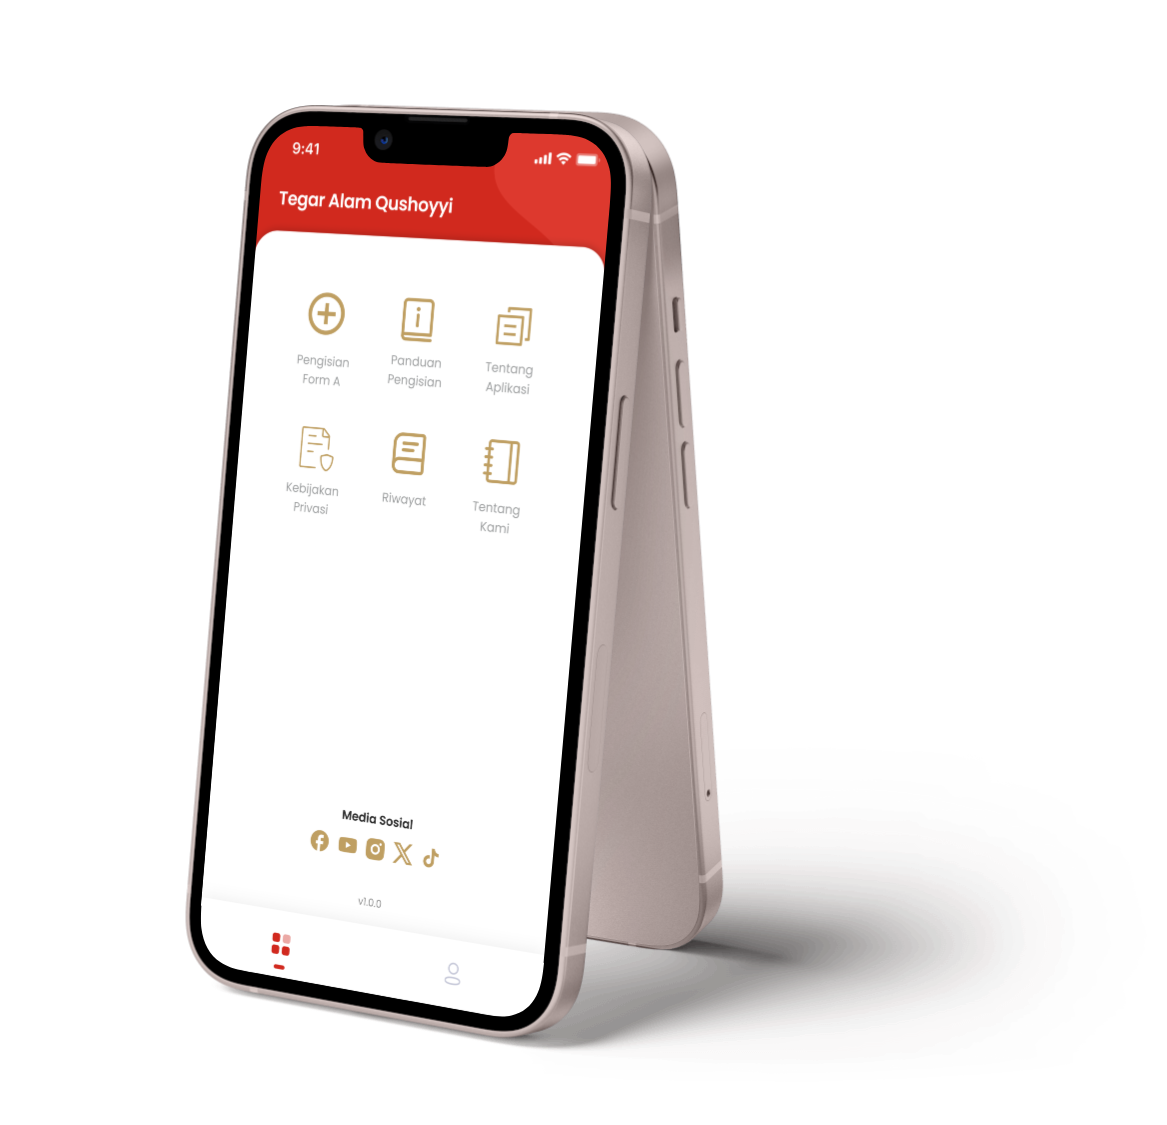 9:41
Tegar Alam Qushoyyi
Pengisian
Form A
Panduan
Pengisian
Tentang
Aplikasi
Kebijakan
Privasi
Riwayat
Tentang
Kami
Media Sosial
v1.0.0